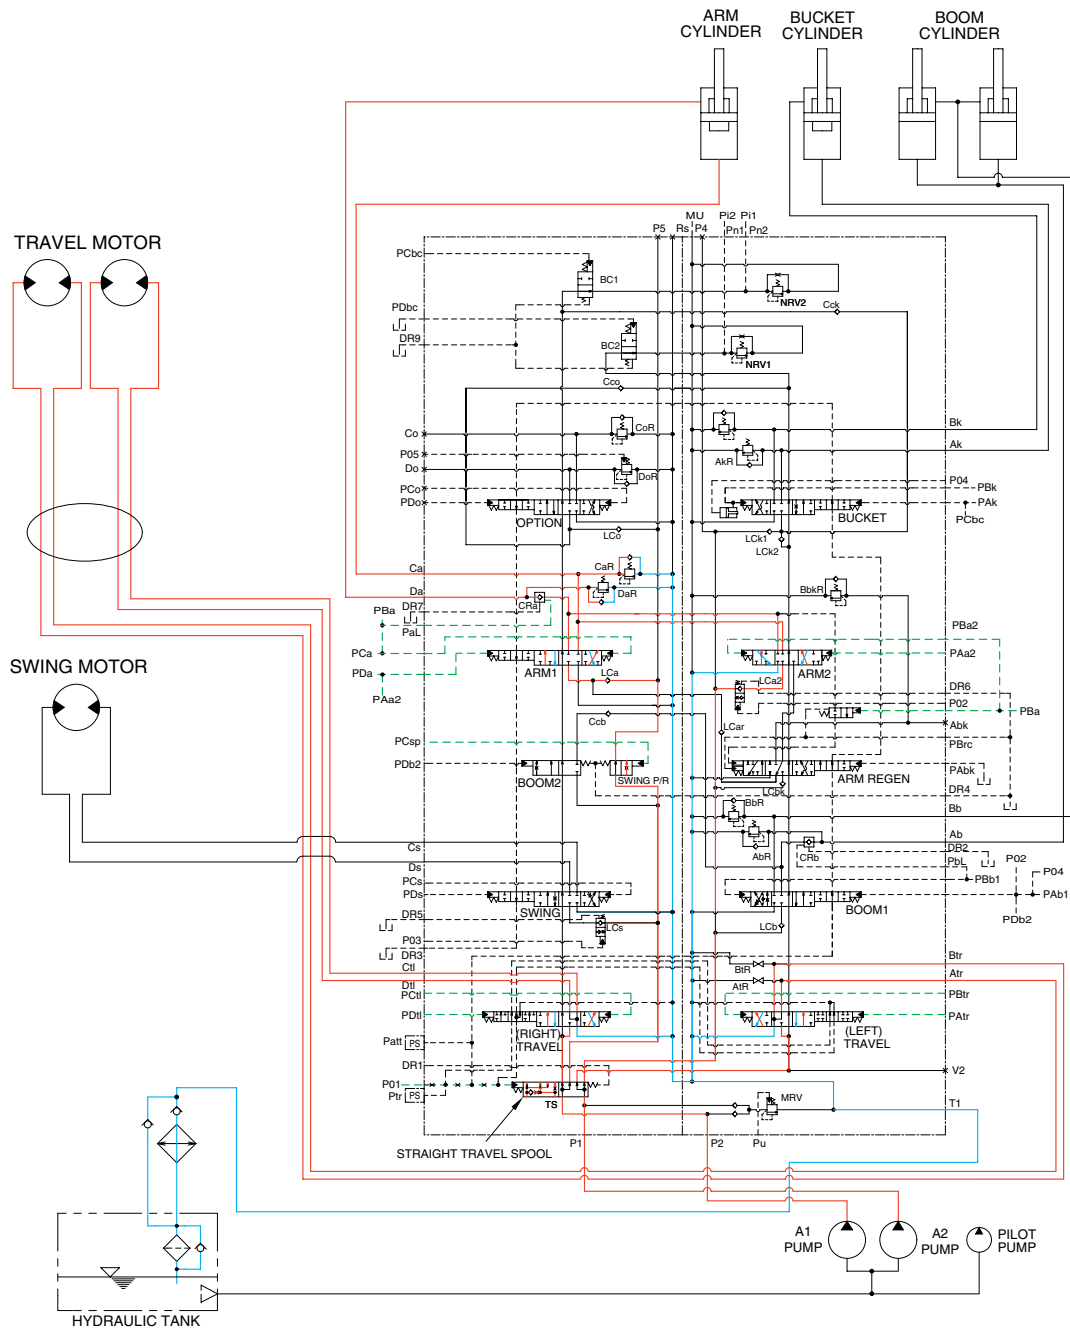 ARM
CYLINDER
BUCKET
CYLINDER
BOOM
CYLINDER
TRAVEL MOTOR
SWING MOTOR
MU
Pi2
Pi1
P5
Rs
P4
Pn1
Pn2
PCbc
BC1
NRV2
Cck
PDbc
DR9
BC2
NRV1
Cco
Co
CoR
Bk
P05
AkR
Ak
Do
DoR
P04
PBk
PCo
PAk
PDo
OPTION
BUCKET
PCbc
LCo
LCk1
LCk2
Ca
CaR
Da
DaR
BbkR
CRa
DR7
PBa
PaL
PBa2
PCa
PAa2
PDa
ARM1
LCa
LCa2
ARM2
DR6
PAa2
P02
PBa
Ccb
LCar
Abk
PCsp
PBrc
PDb2
BOOM2
SWING P/R
ARM REGEN
PAbk
LCbk
DR4
BbR
Bb
AbR
CRb
Ab
Cs
DR2
Ds
PbL
P02
P04
PCs
PBb1
PDs
SWING
BOOM1
PAb1
PDb2
DR5
LCs
LCb
P03
DR3
Btr
Ctl
BtR
Atr
Dtl
AtR
PCtl
PBtr
PDtl
PAtr
(RIGHT)
TRAVEL
(LEFT)
TRAVEL
Patt
PS
DR1
V2
P01
Ptr
PS
TS
MRV
T1
P1
P2
Pu
STRAIGHT TRAVEL SPOOL
A1
PUMP
A2
PUMP
PILOT
PUMP
HYDRAULIC TANK